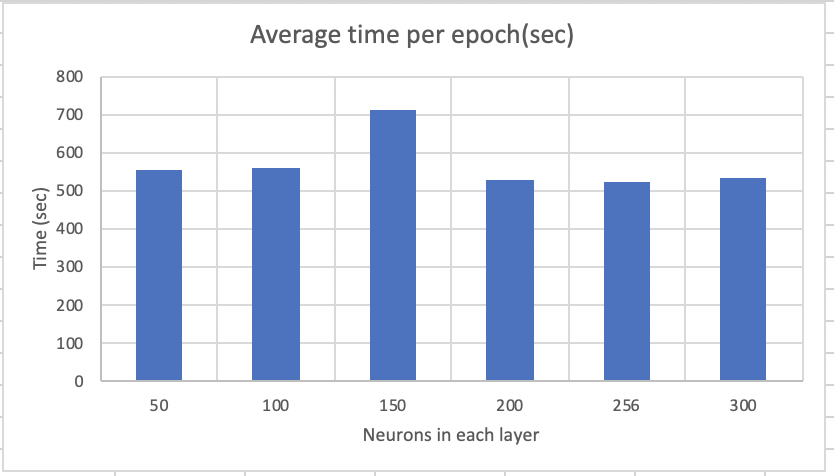 Average time per epoch(sec)
800
700
600
500
400
300
200
100
0
Time (sec)
50 100 150 200 256 300
Neurons in each layer